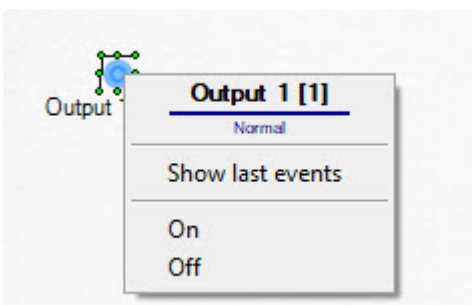 Output 1 [1]
Output
Normal
Show last events
On
Off